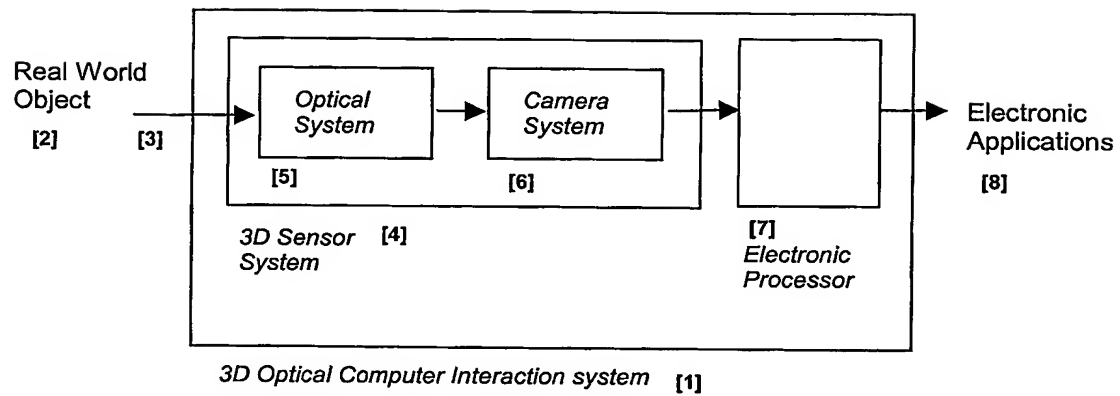 Real World
Object
[2]
[3]
Optical
System
[5]
Camera
System
[6]
3D Sensor
System
[4]
[7]
Electronic
Processor
Electronic
Applications
[8]
3D Optical Computer Interaction system [1]